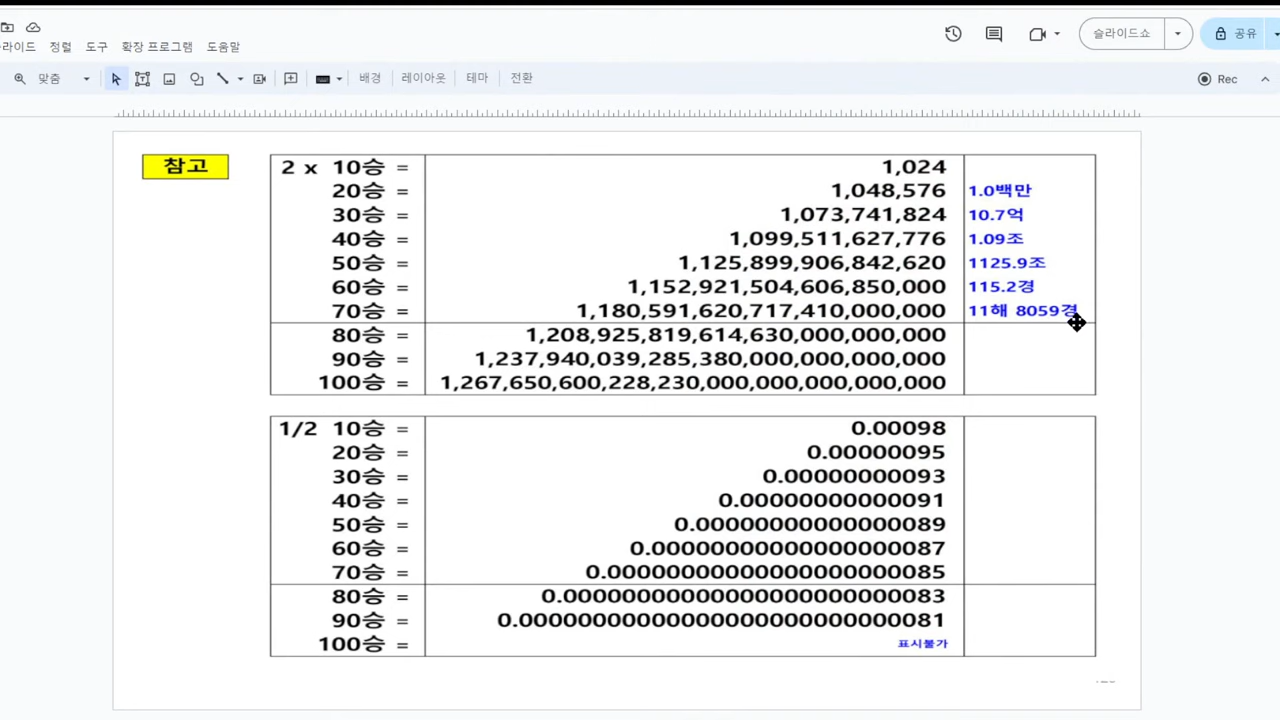 라이드 정렬 도구 확장 프로그램 도움말
슬라이드쇼
공유
맞춤
배경 레이아웃 테마 전환
Rec
참고
2 x 10승 = 1,024
20승 = 1,048,576 1.0백만
30승 = 1,073,741,824 10.7억
40승 = 1,099,511,627,776 1.09조
50승 = 1,125,899,906,842,620 1125.9조
60승 = 1,152,921,504,606,850,000 115.2경
70승 = 1,180,591,620,717,410,000,000 11해 8059경
80승 = 1,208,925,819,614,630,000,000,000
90승 = 1,237,940,039,285,380,000,000,000,000
100승 = 1,267,650,600,228,230,000,000,000,000,000
1/2 10승 = 0.00098
20승 = 0.00000095
30승 = 0.00000000093
40승 = 0.00000000000091
50승 = 0.00000000000000089
60승 = 0.00000000000000000087
70승 = 0.00000000000000000000085
80승 = 0.00000000000000000000000083
90승 = 0.00000000000000000000000000081
100승 = 표시불가